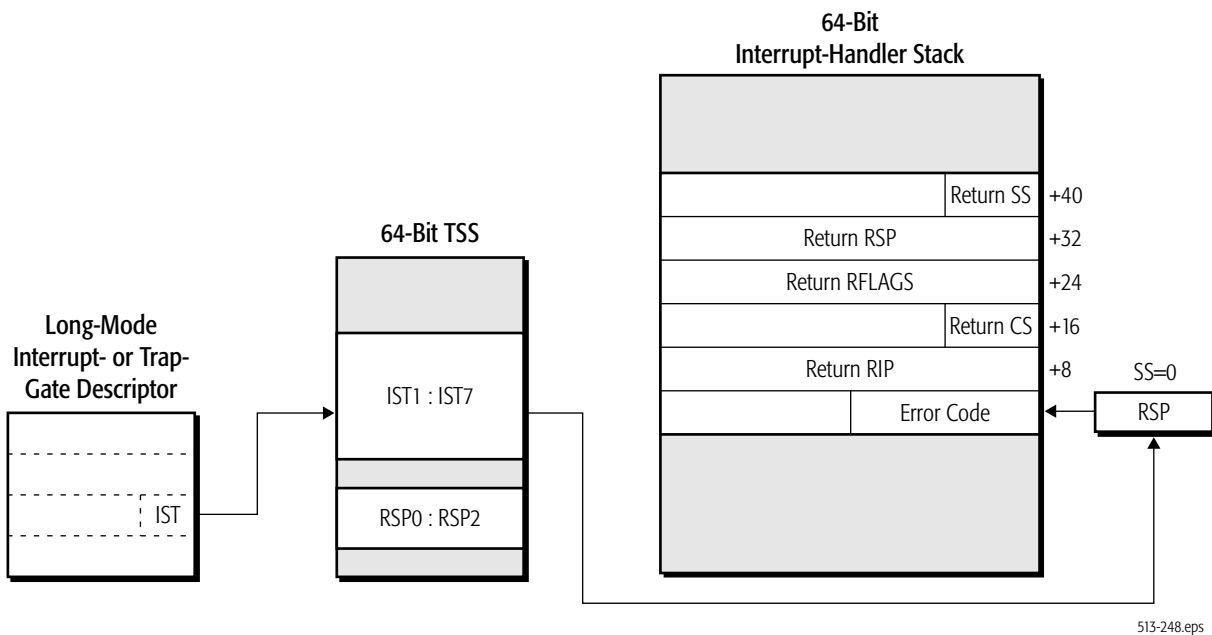 64-Bit
Interrupt-Handler Stack
Return SS
+40
64-Bit TSS
Return RSP
+32
Return RFLAGS
+24
Long-Mode
Interrupt- or Trap-
Gate Descriptor
Return CS
+16
IST1 : IST7
Return RIP
+8
SS=0
Error Code
RSP
IST
RSP0 : RSP2
513-248.eps